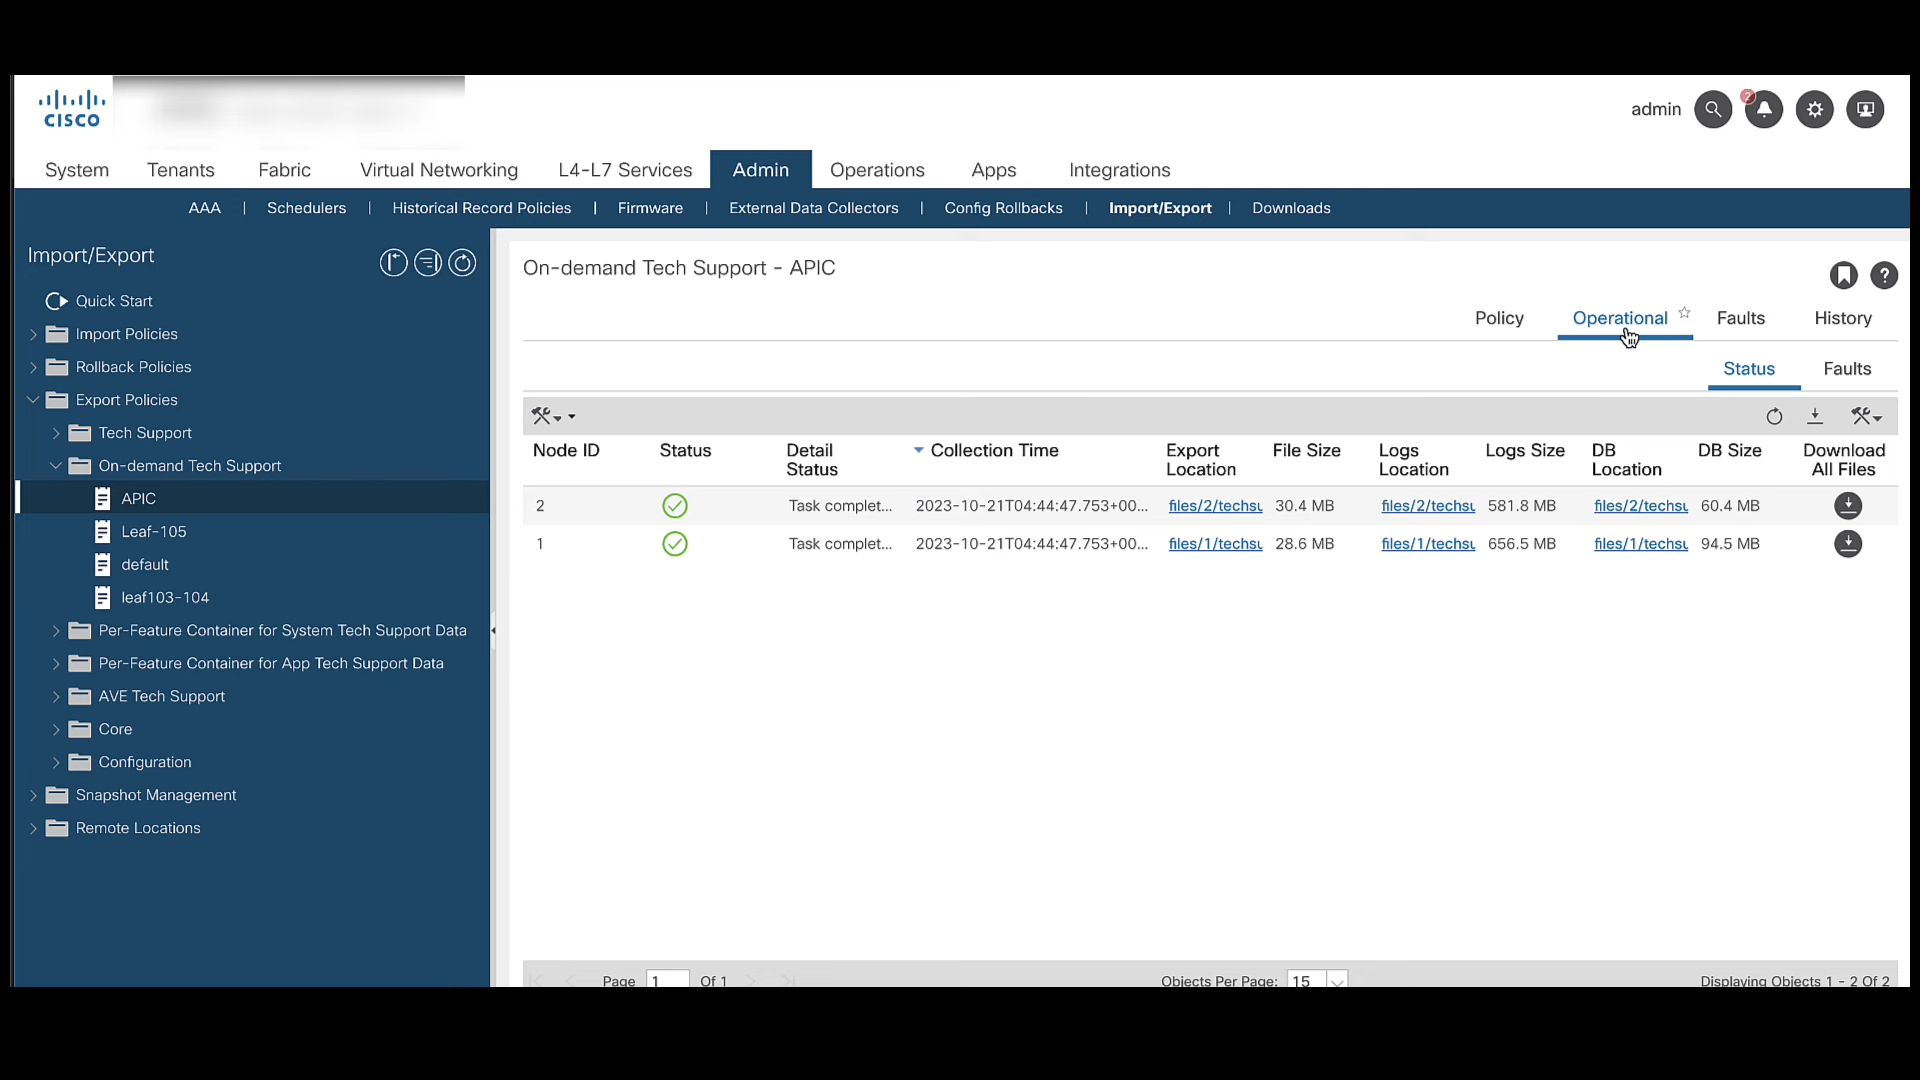 CISCO
admin
2
System Tenants Fabric Virtual Networking L4-L7 Services Admin Operations Apps Integrations
AAA | Schedulers | Historical Record Policies | Firmware | External Data Collectors | Config Rollbacks | Import/Export | Downloads
Import/Export
Quick Start
Import Policies
Rollback Policies
Export Policies
Tech Support
On-demand Tech Support
APIC
Leaf-105
default
leaf103-104
Per-Feature Container for System Tech Support Data
Per-Feature Container for App Tech Support Data
AVE Tech Support
Core
Configuration
Snapshot Management
Remote Locations
On-demand Tech Support - APIC
?
Policy Operational Faults History
Status Faults
Node ID Status Detail Status Collection Time Export Location File Size Logs Location Logs Size DB Location DB Size Download All Files
2 Task complet... 2023-10-21T04:44:47.753+00... files/2/techsu 30.4 MB files/2/techsu 581.8 MB files/2/techsu 60.4 MB
1 Task complet... 2023-10-21T04:44:47.753+00... files/1/techsu 28.6 MB files/1/techsu 656.5 MB files/1/techsu 94.5 MB
Page 1 Of 1 Objects Per Page: 15 Displaying Objects 1 - 2 Of 2